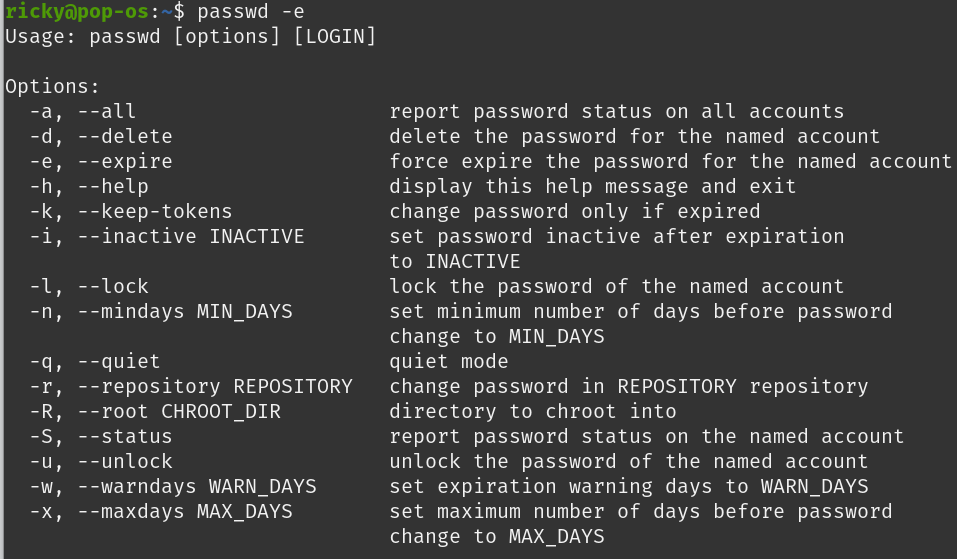 ricky@pop-os:~$ passwd -e
Usage: passwd [options] [LOGIN]

Options:
  -a, --all                     report password status on all accounts
  -d, --delete                  delete the password for the named account
  -e, --expire                  force expire the password for the named account
  -h, --help                    display this help message and exit
  -k, --keep-tokens             change password only if expired
  -i, --inactive INACTIVE       set password inactive after expiration
                                to INACTIVE
  -l, --lock                    lock the password of the named account
  -n, --mindays MIN_DAYS        set minimum number of days before password
                                change to MIN_DAYS
  -q, --quiet                   quiet mode
  -r, --repository REPOSITORY   change password in REPOSITORY repository
  -R, --root CHROOT_DIR         directory to chroot into
  -S, --status                  report password status on the named account
  -u, --unlock                  unlock the password of the named account
  -w, --warndays WARN_DAYS      set expiration warning days to WARN_DAYS
  -x, --maxdays MAX_DAYS        set maximum number of days before password
                                change to MAX_DAYS